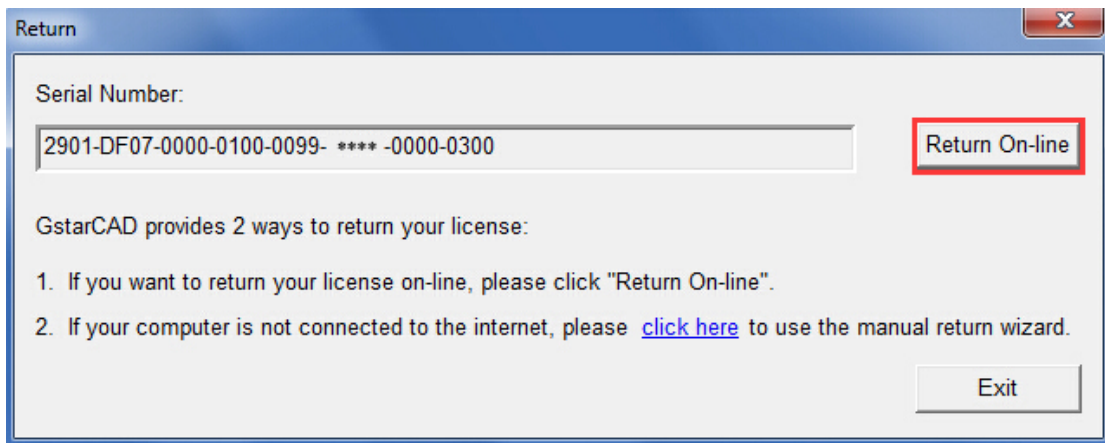 Return
Serial Number:
2901-DF07-0000-0100-0099- **** -0000-0300
Return On-line
GstarCAD provides 2 ways to return your license:
1. If you want to return your license on-line, please click "Return On-line".
2. If your computer is not connected to the internet, please click here to use the manual return wizard.
Exit